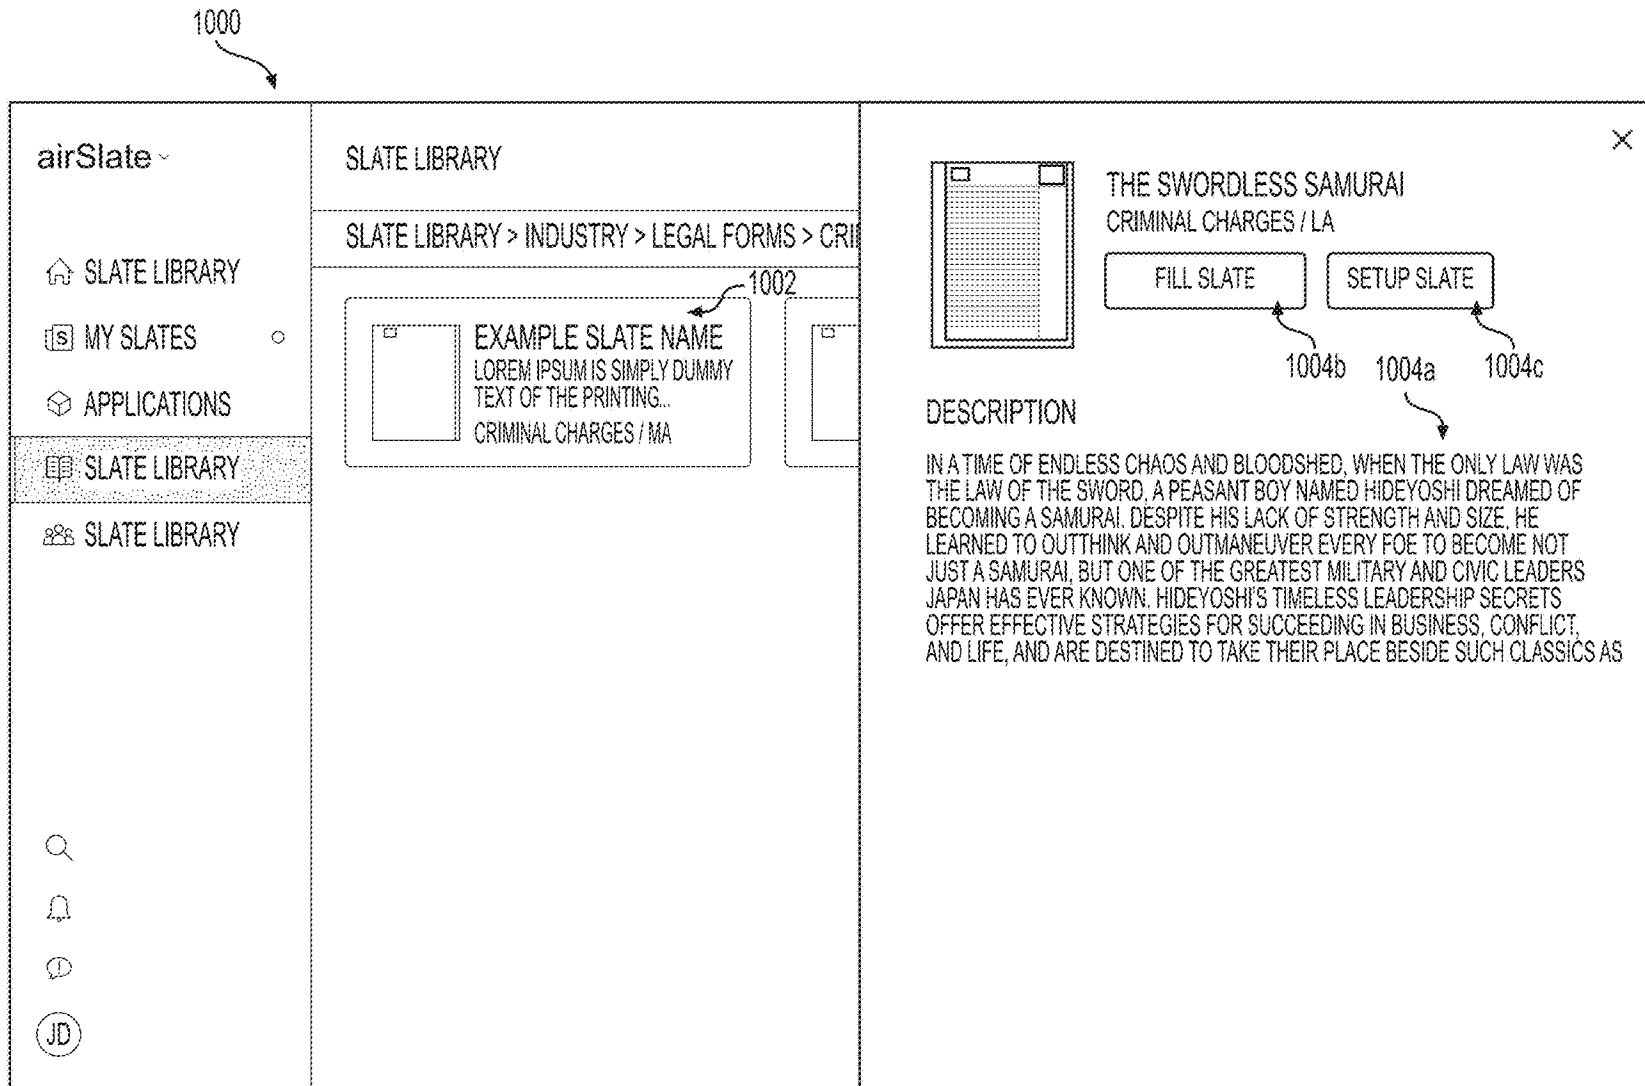 1000
airSlate
SLATE LIBRARY
MY SLATES
APPLICATIONS
SLATE LIBRARY
SLATE LIBRARY
JD
SLATE LIBRARY
SLATE LIBRARY > INDUSTRY > LEGAL FORMS > CRI
1002
EXAMPLE SLATE NAME
LOREM IPSUM IS SIMPLY DUMMY
TEXT OF THE PRINTING...
CRIMINAL CHARGES / MA
THE SWORDLESS SAMURAI
CRIMINAL CHARGES / LA
FILL SLATE
SETUP SLATE
1004b
1004a
1004c
DESCRIPTION
IN A TIME OF ENDLESS CHAOS AND BLOODSHED, WHEN THE ONLY LAW WAS
THE LAW OF THE SWORD, A PEASANT BOY NAMED HIDEYOSHI DREAMED OF
BECOMING A SAMURAI. DESPITE HIS LACK OF STRENGTH AND SIZE, HE
LEARNED TO OUTTHINK AND OUTMANEUVER EVERY FOE TO BECOME NOT
JUST A SAMURAI, BUT ONE OF THE GREATEST MILITARY AND CIVIC LEADERS
JAPAN HAS EVER KNOWN. HIDEYOSHI'S TIMELESS LEADERSHIP SECRETS
OFFER EFFECTIVE STRATEGIES FOR SUCCEEDING IN BUSINESS, CONFLICT,
AND LIFE, AND ARE DESTINED TO TAKE THEIR PLACE BESIDE SUCH CLASSICS AS